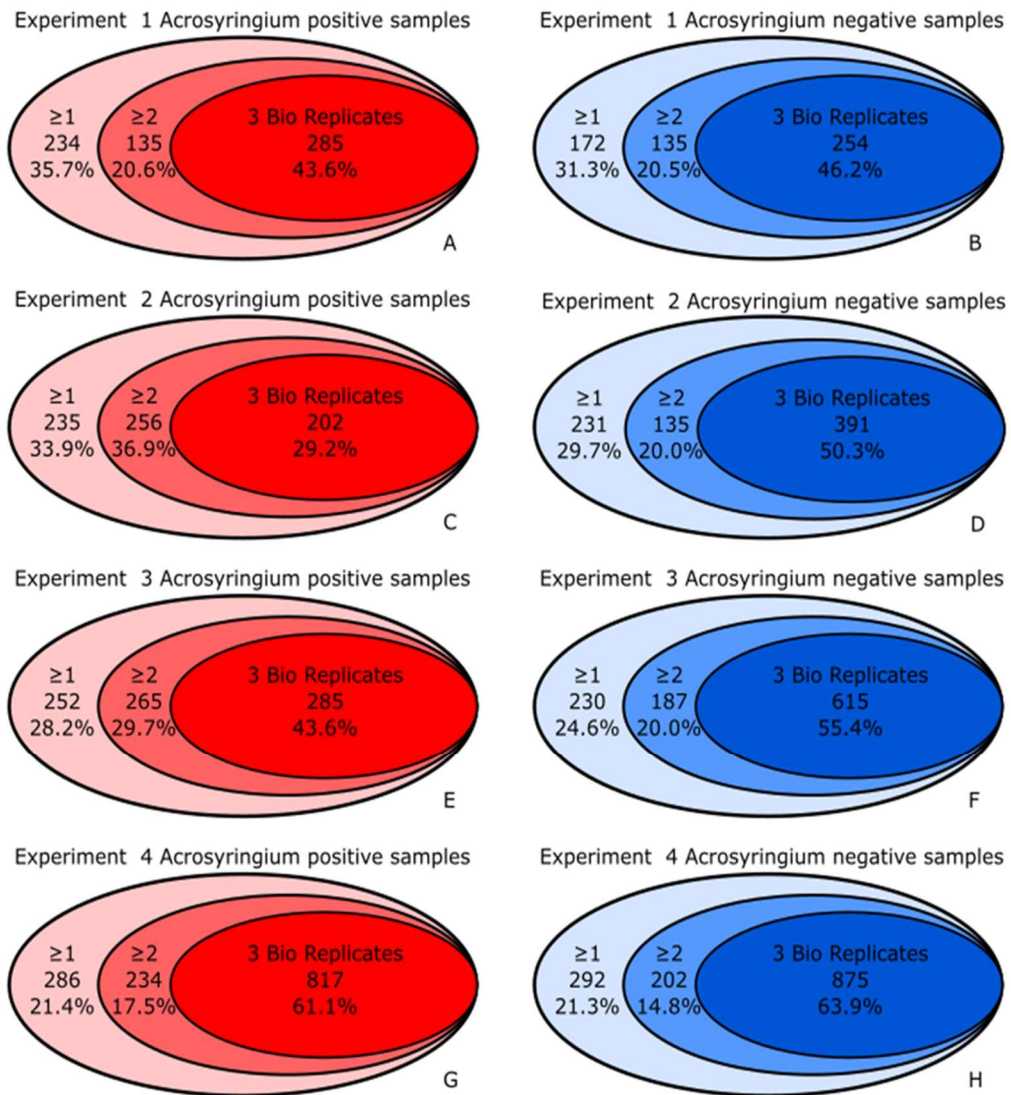 Experiment 1 Acrosyringium positive samples
≥1
234
35.7%
≥2
135
20.6%
3 Bio Replicates
285
43.6%
A
Experiment 1 Acrosyringium negative samples
≥1
172
31.3%
≥2
135
20.5%
3 Bio Replicates
254
46.2%
B
Experiment 2 Acrosyringium positive samples
≥1
235
33.9%
≥2
256
36.9%
3 Bio Replicates
202
29.2%
C
Experiment 2 Acrosyringium negative samples
≥1
231
29.7%
≥2
135
20.0%
3 Bio Replicates
391
50.3%
D
Experiment 3 Acrosyringium positive samples
≥1
252
28.2%
≥2
265
29.7%
3 Bio Replicates
285
43.6%
E
Experiment 3 Acrosyringium negative samples
≥1
230
24.6%
≥2
187
20.0%
3 Bio Replicates
615
55.4%
F
Experiment 4 Acrosyringium positive samples
≥1
286
21.4%
≥2
234
17.5%
3 Bio Replicates
817
61.1%
G
Experiment 4 Acrosyringium negative samples
≥1
292
21.3%
≥2
202
14.8%
3 Bio Replicates
875
63.9%
H